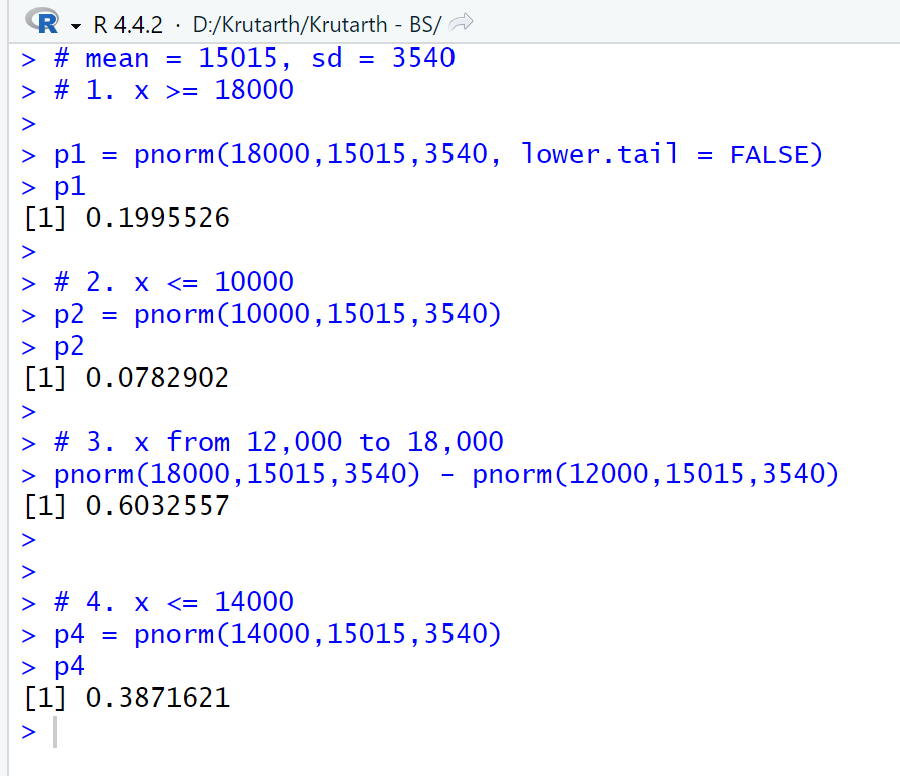 R R 4.4.2 · D:/Krutarth/Krutarth - BS/
> # mean = 15015, sd = 3540
> # 1. x >= 18000
>
> p1 = pnorm(18000,15015,3540, lower.tail = FALSE)
> p1
[1] 0.1995526
>
> # 2. x <= 10000
> p2 = pnorm(10000,15015,3540)
> p2
[1] 0.0782902
>
> # 3. x from 12,000 to 18,000
> pnorm(18000,15015,3540) - pnorm(12000,15015,3540)
[1] 0.6032557
>
>
> # 4. x <= 14000
> p4 = pnorm(14000,15015,3540)
> p4
[1] 0.3871621
>